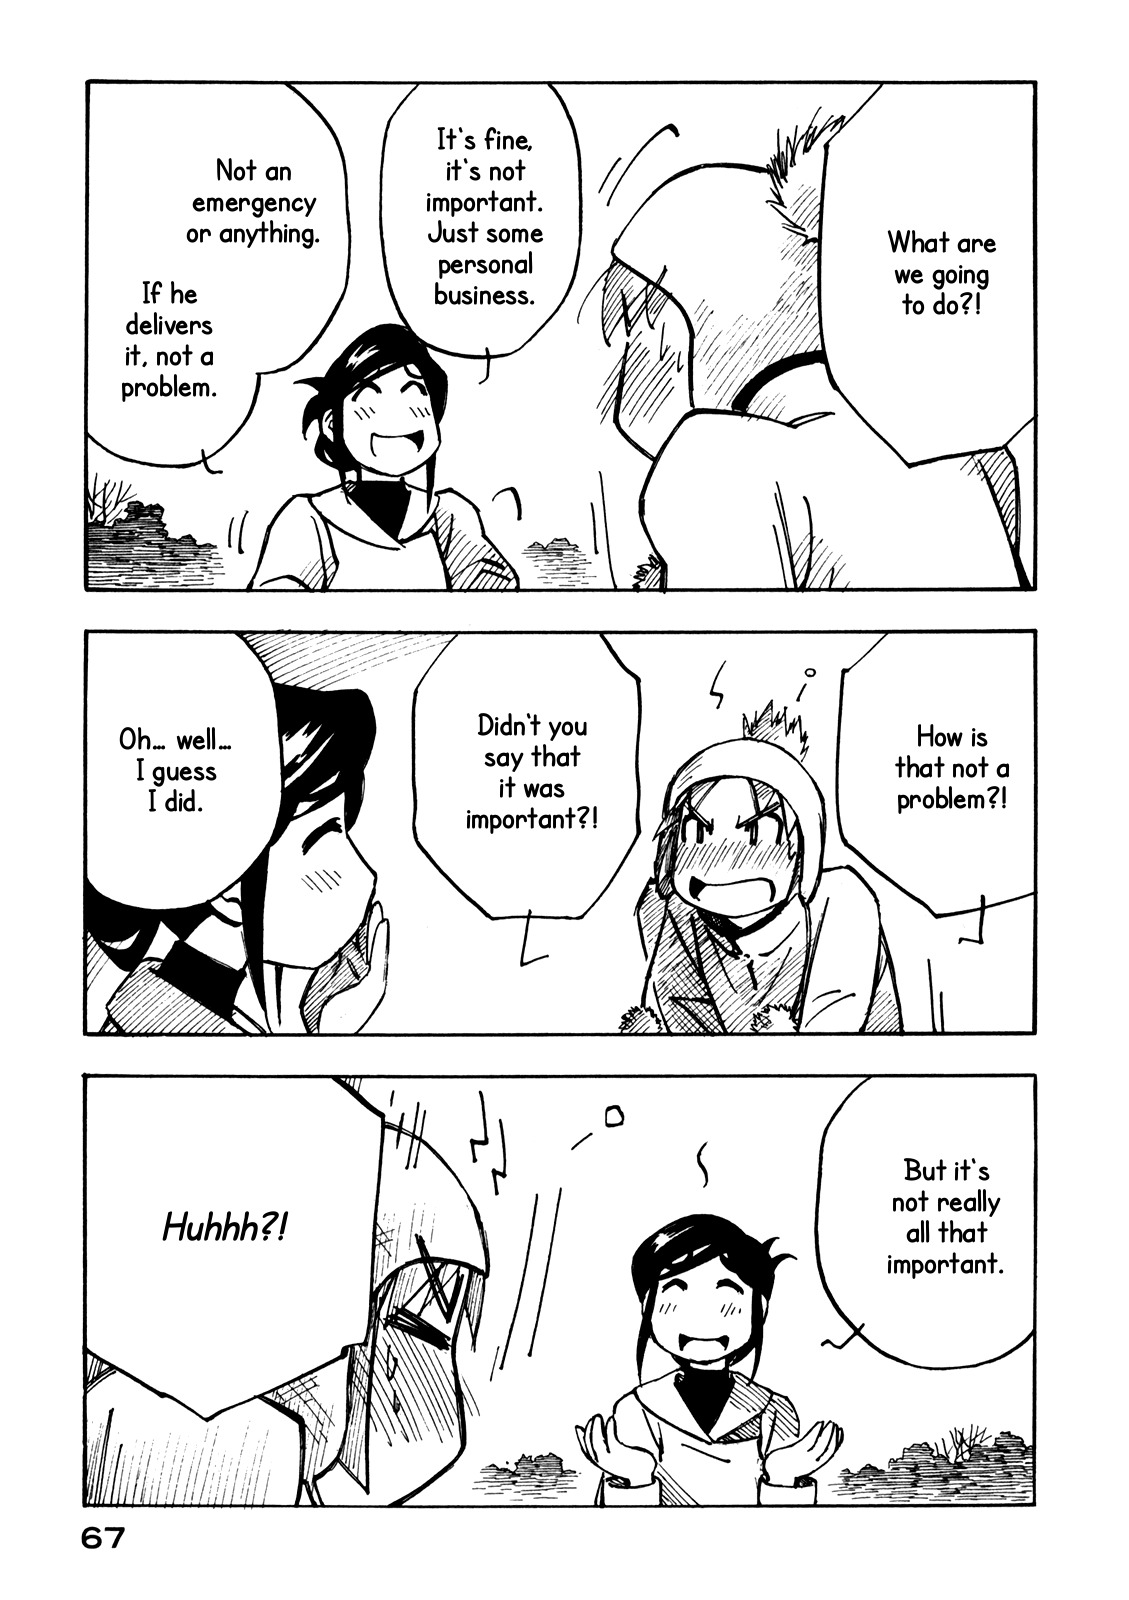 What are
we going
to do?!
It's fine,
it's not
important.
Just some
personal
business.
Not an
emergency
or anything.
If he
delivers
it, not a
problem.
How is
that not a
problem?!
Didn't you
say that
it was
important?!
Oh... well...
I guess
I did.
But it's
not really
all that
important.
Huhhh?!
67